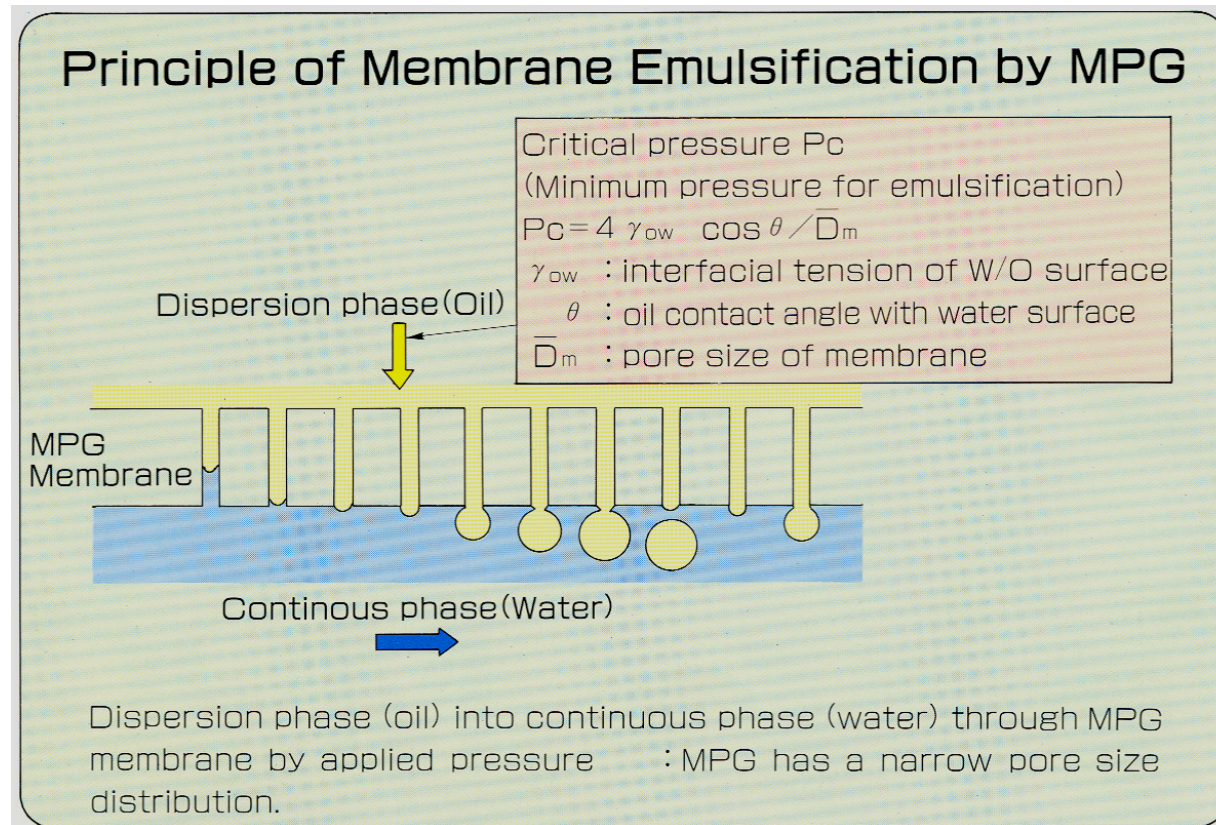 Principle of Membrane Emulsification by MPG
Critical pressure Pc
(Minimum pressure for emulsification)
Pc=4 γow cos θ/D̅m
γow : interfacial tension of W/O surface
θ : oil contact angle with water surface
D̅m : pore size of membrane
Dispersion phase(Oil)
MPG
Membrane
Continous phase(Water)
Dispersion phase (oil) into continuous phase (water) through MPG
membrane by applied pressure : MPG has a narrow pore size
distribution.